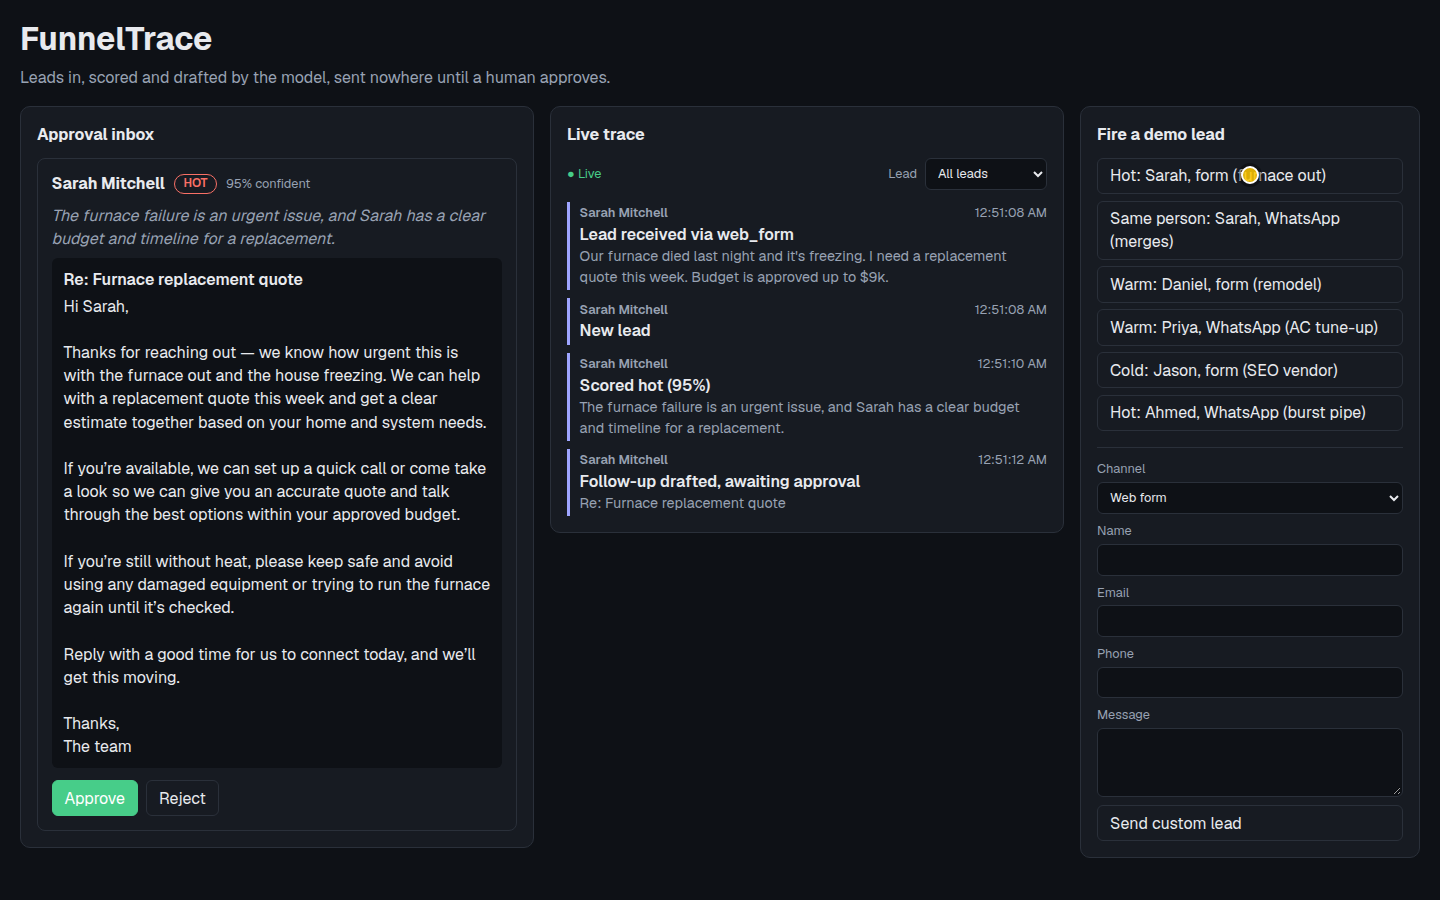 FunnelTrace
Leads in, scored and drafted by the model, sent nowhere until a human approves.
Approval inbox
Sarah Mitchell HOT 95% confident
The furnace failure is an urgent issue, and Sarah has a clear
budget and timeline for a replacement.
Re: Furnace replacement quote
Hi Sarah,
Thanks for reaching out — we know how urgent this is
with the furnace out and the house freezing. We can help
with a replacement quote this week and get a clear
estimate together based on your home and system needs.
If you’re available, we can set up a quick call or come take
a look so we can give you an accurate quote and talk
through the best options within your approved budget.
If you’re still without heat, please keep safe and avoid
using any damaged equipment or trying to run the furnace
again until it’s checked.
Reply with a good time for us to connect today, and we’ll
get this moving.
Thanks,
The team
Approve Reject
Live trace
Live Lead All leads
Sarah Mitchell 12:51:08 AM
Lead received via web_form
Our furnace died last night and it's freezing. I need a replacement
quote this week. Budget is approved up to $9k.
Sarah Mitchell 12:51:08 AM
New lead
Sarah Mitchell 12:51:10 AM
Scored hot (95%)
The furnace failure is an urgent issue, and Sarah has a clear budget
and timeline for a replacement.
Sarah Mitchell 12:51:12 AM
Follow-up drafted, awaiting approval
Re: Furnace replacement quote
Fire a demo lead
Hot: Sarah, form (furnace out)
Same person: Sarah, WhatsApp
(merges)
Warm: Daniel, form (remodel)
Warm: Priya, WhatsApp (AC tune-up)
Cold: Jason, form (SEO vendor)
Hot: Ahmed, WhatsApp (burst pipe)
Channel
Web form
Name
Email
Phone
Message
Send custom lead